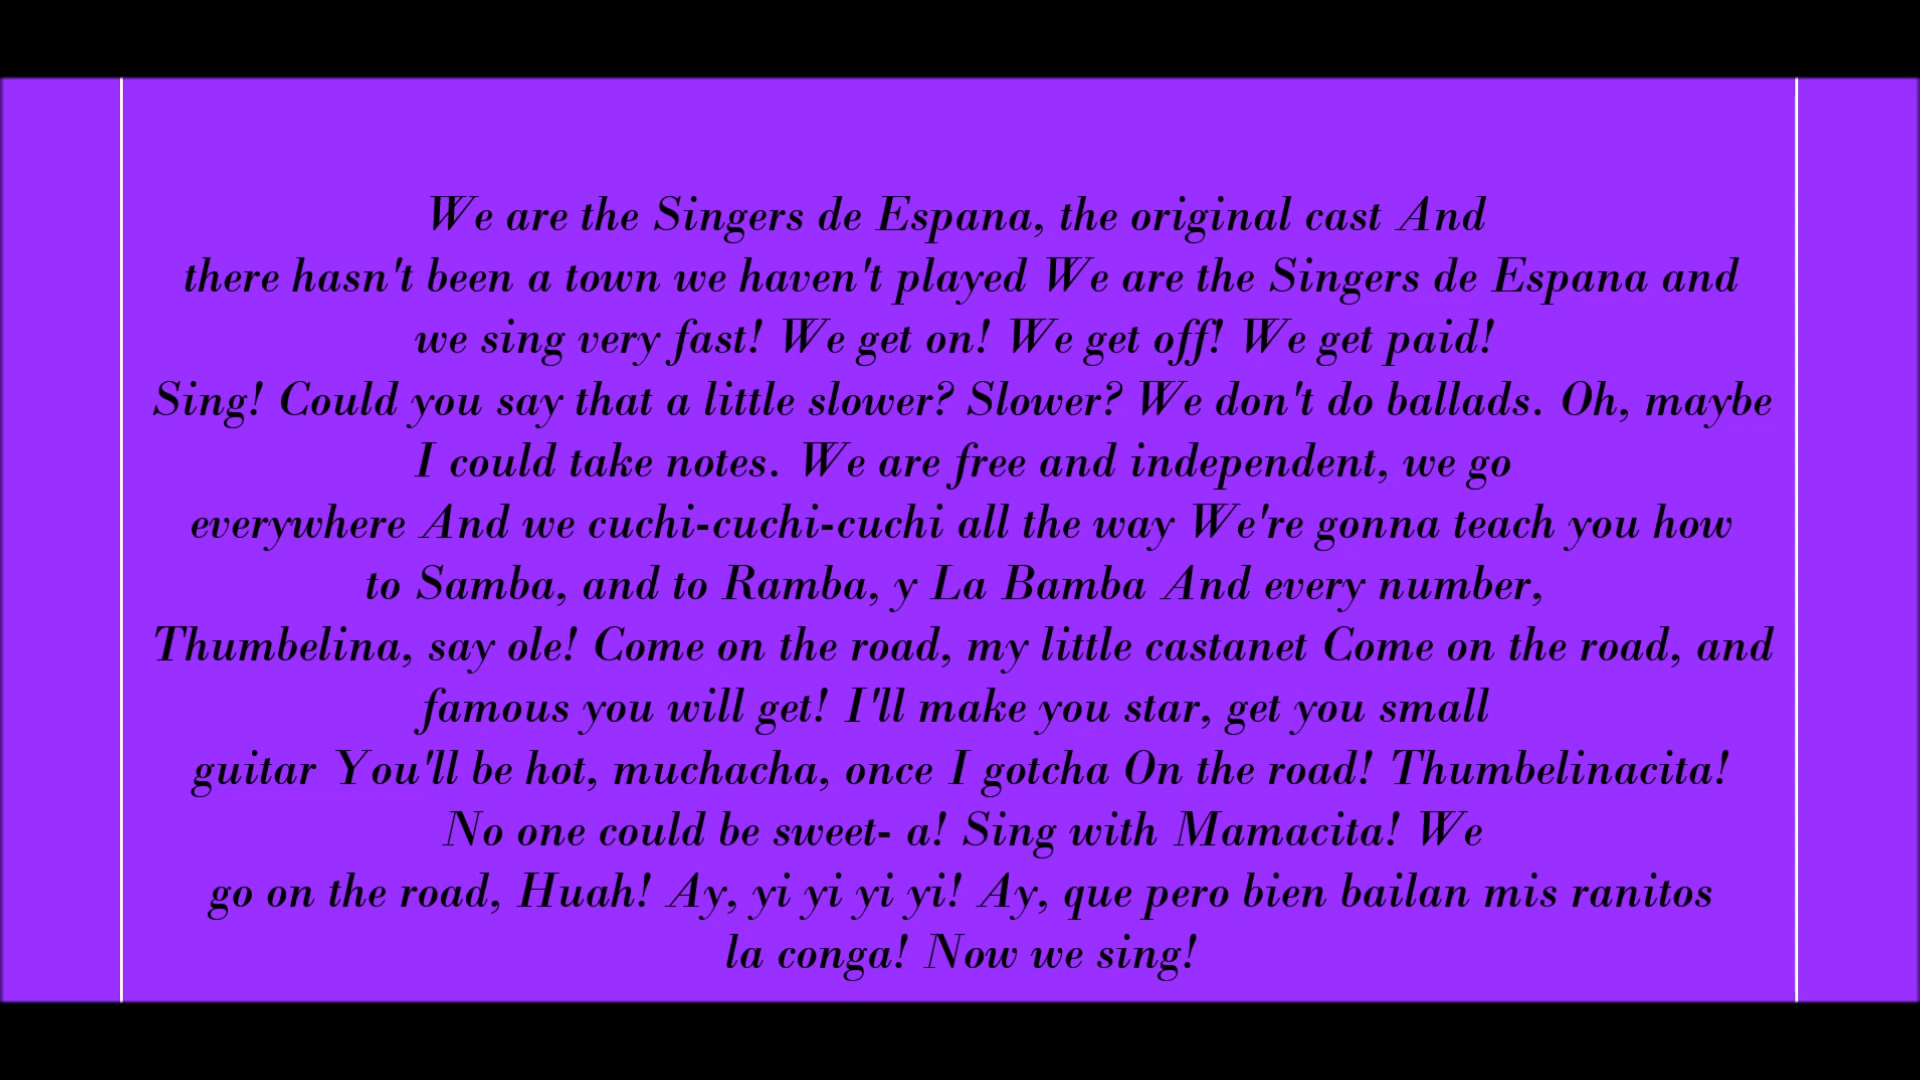 We are the Singers de Espana, the original cast And
there hasn't been a town we haven't played We are the Singers de Espana and
we sing very fast! We get on! We get off! We get paid!
Sing! Could you say that a little slower? Slower? We don't do ballads. Oh, maybe
I could take notes. We are free and independent, we go
everywhere And we cuchi-cuchi-cuchi all the way We're gonna teach you how
to Samba, and to Ramba, y La Bamba And every number,
Thumbelina, say ole! Come on the road, my little castanet Come on the road, and
famous you will get! I'll make you star, get you small
guitar You'll be hot, muchacha, once I gotcha On the road! Thumbelinacita!
No one could be sweet- a! Sing with Mamacita! We
go on the road, Huah! Ay, yi yi yi yi! Ay, que pero bien bailan mis ranitos
la conga! Now we sing!